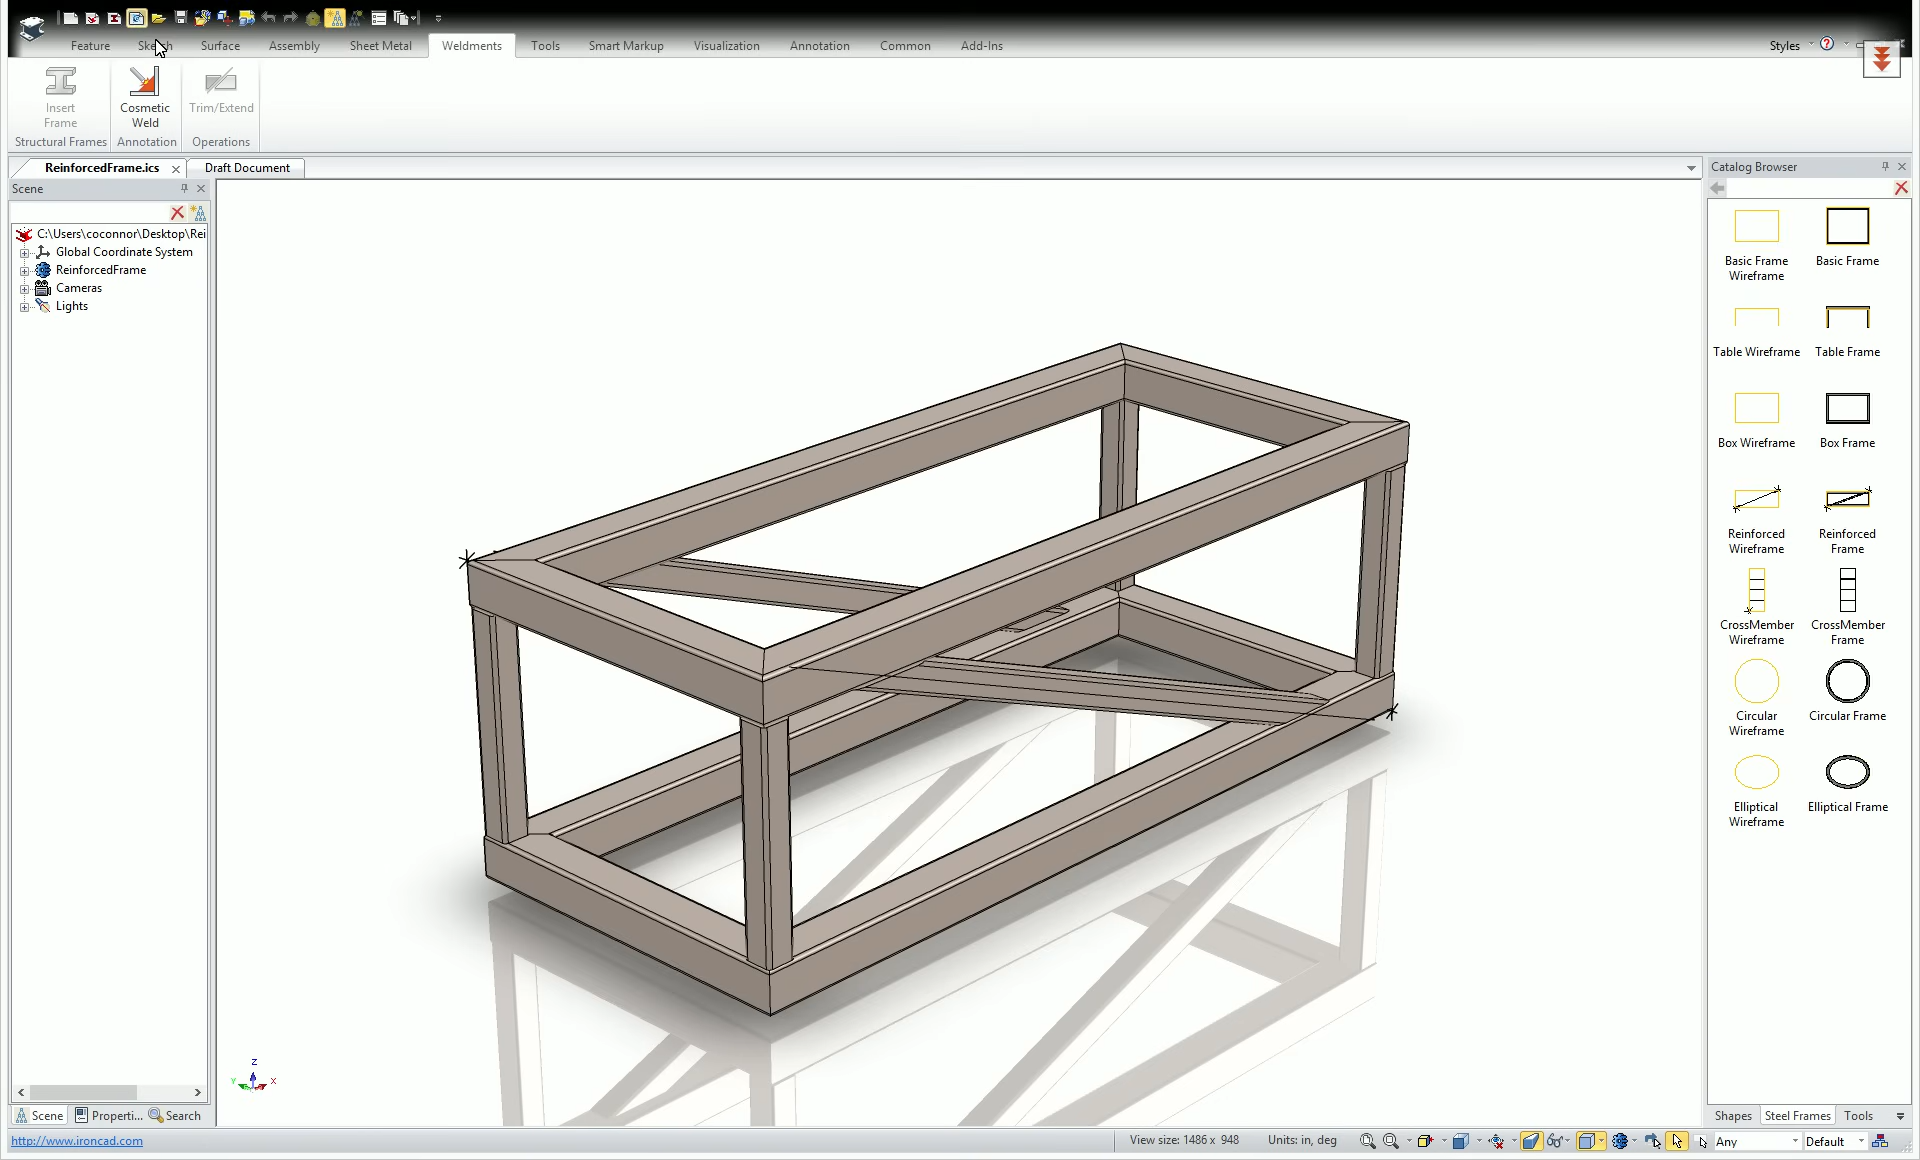 Feature Sketch Surface Assembly Sheet Metal Weldments Tools Smart Markup Visualization Annotation Common Add-Ins Styles
Insert Frame
Cosmetic Weld
Trim/Extend
Structural Frames Annotation Operations
ReinforcedFrame.ics Draft Document
Scene
C:\Users\coconnor\Desktop\Rei
Global Coordinate System
ReinforcedFrame
Cameras
Lights
Catalog Browser
Basic Frame Wireframe
Basic Frame
Table Wireframe
Table Frame
Box Wireframe
Box Frame
Reinforced Wireframe
Reinforced Frame
CrossMember Wireframe
CrossMember Frame
Circular Wireframe
Circular Frame
Elliptical Wireframe
Elliptical Frame
Z
Y X
Scene Properti... Search
Shapes Steel Frames Tools
http://www.ironcad.com
View size: 1486 x 948 Units: in, deg Any Default